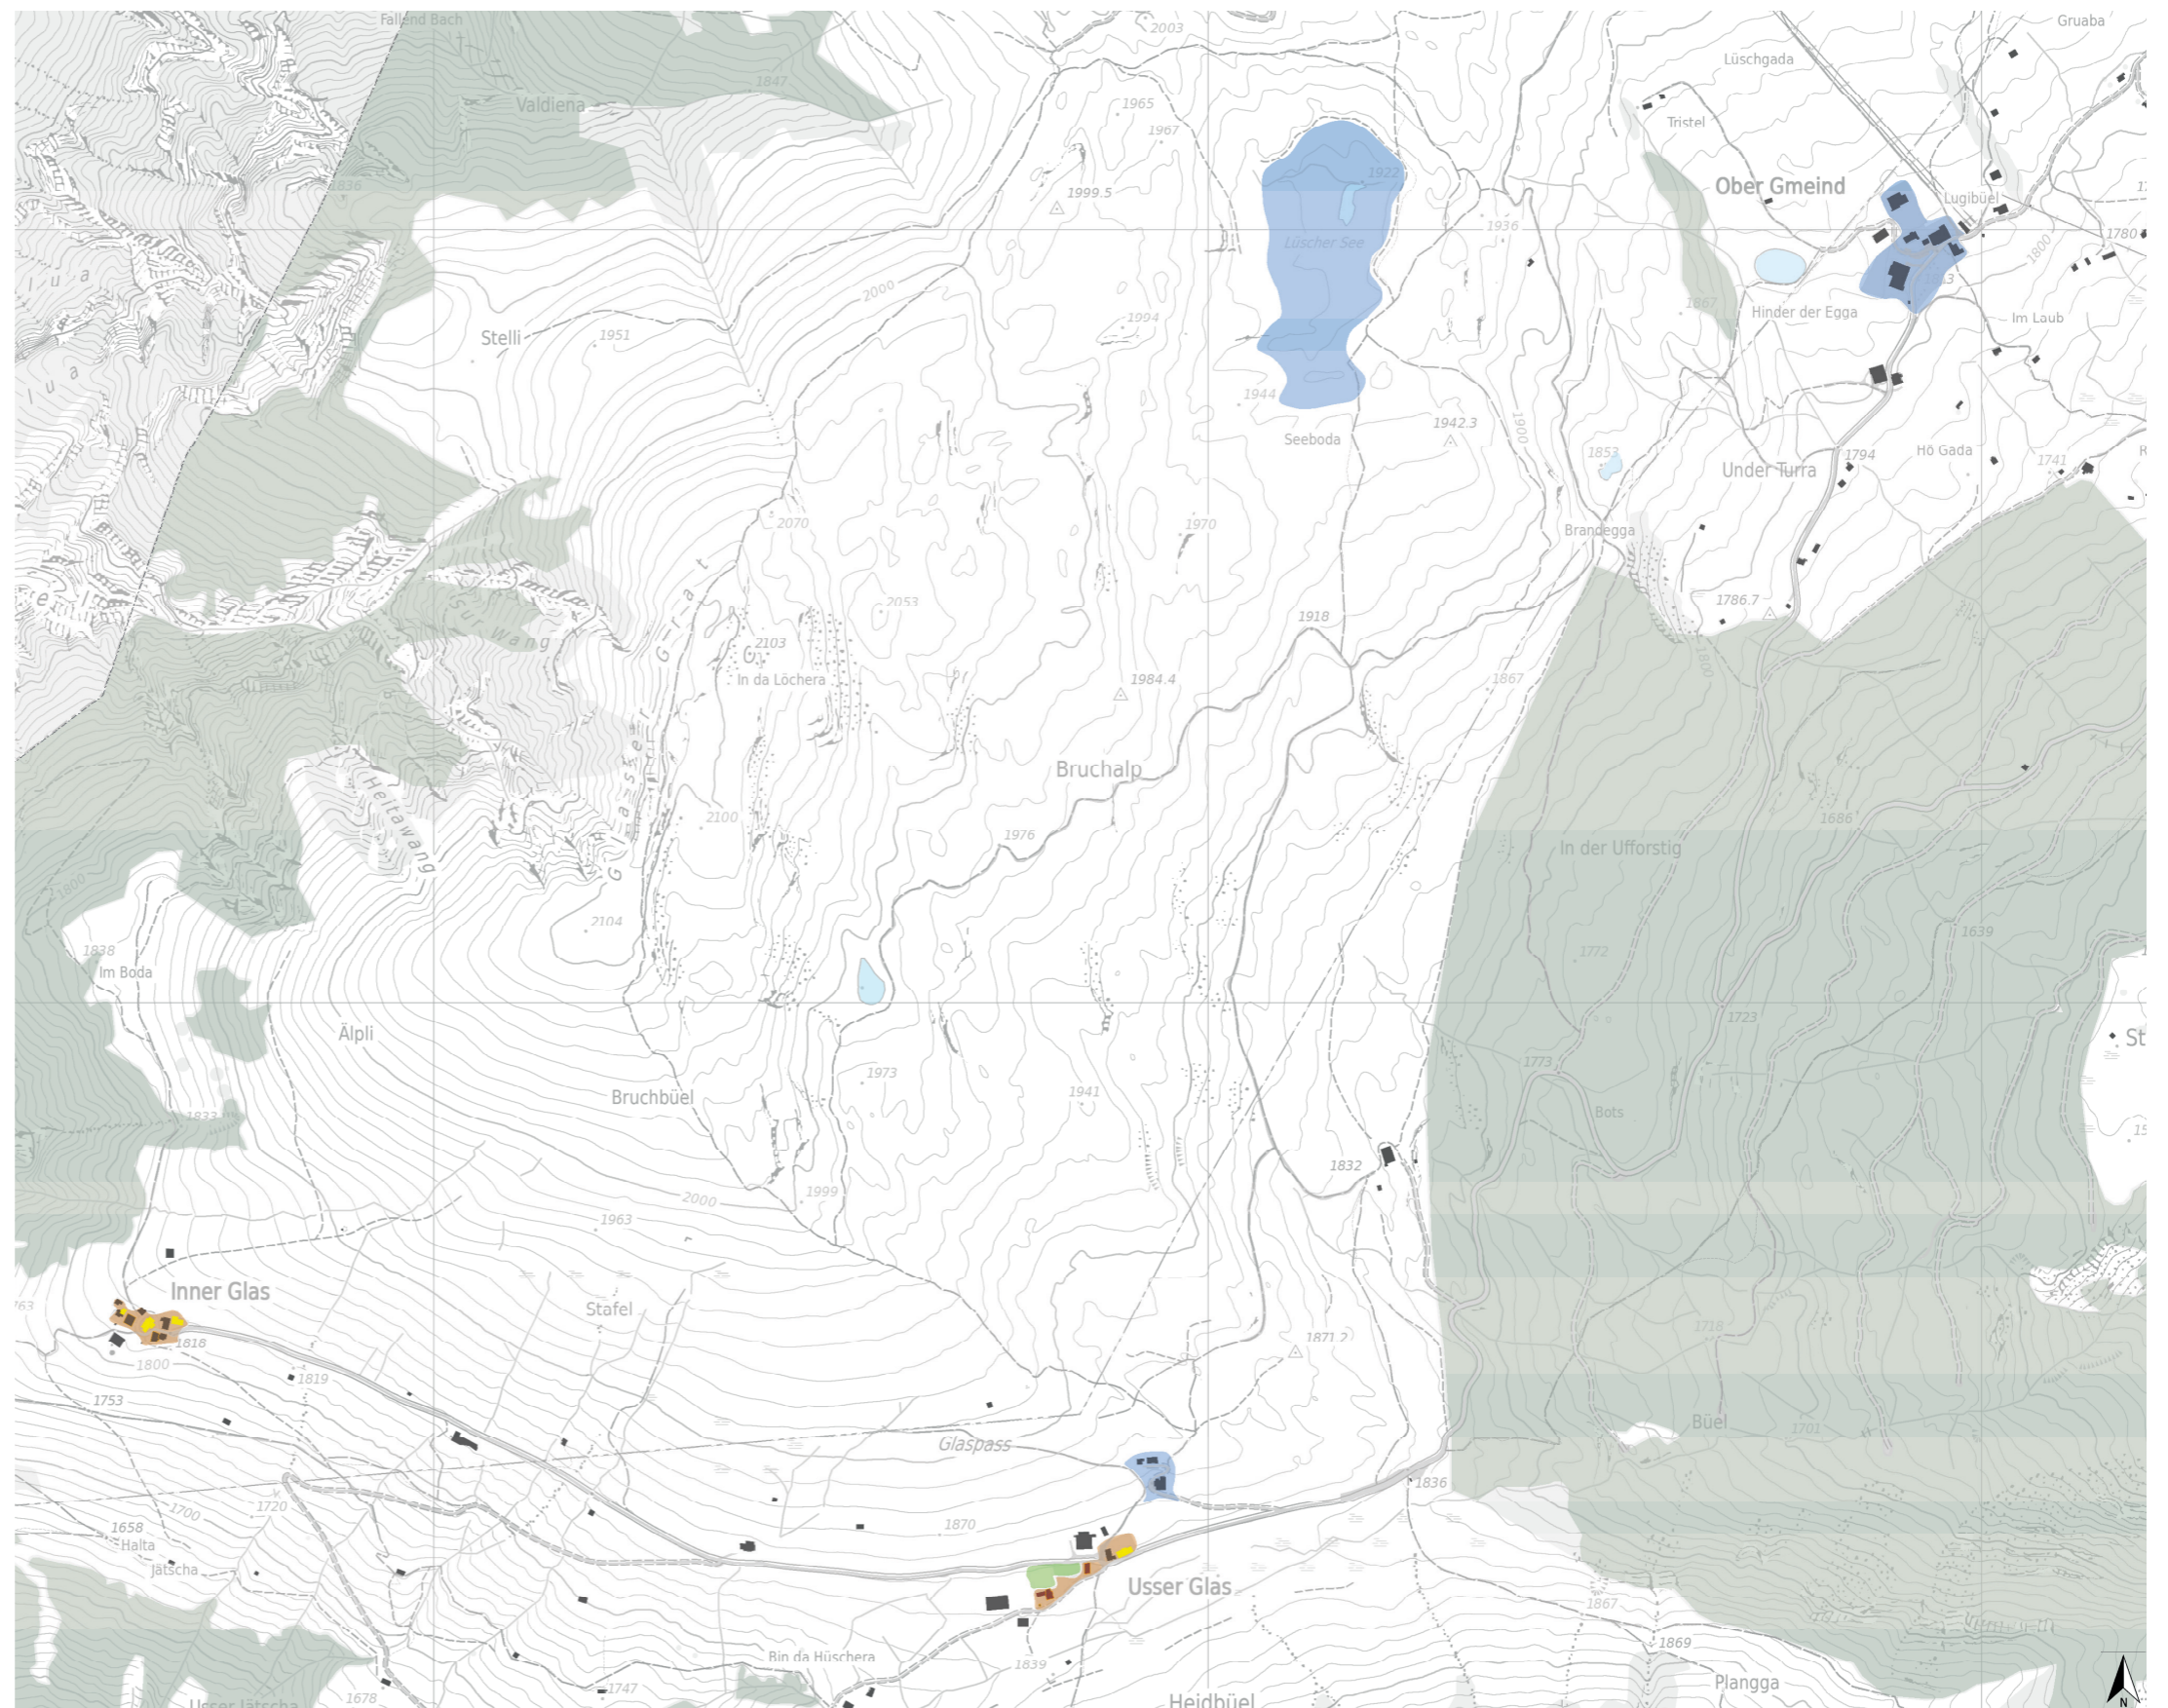 Fallend Bach
2003
Gruaba
Lüschgada
1847
Valdiena
1965
Tristel
1967
1922
1836
Ober Gmeind
1999.5
Lugibüel
1936
1780
Lüscher See
l u a
1800
2000
1867
Hinder der Egga
Im Laub
1994
Stelli
1951
l u a
1944
1942.3
1900
Seeboda
1853
1794
Hö Gada
1741
Under Turra
2070
1970
Brandegga
2053
1786.7
1918
sur Wang
2103
In da Löchera
1984.4
1867
1800
Glasser Grat
Bruchalp
Heitawang
2100
1976
1686
In der Ufforstig
1800
2104
1838
1639
1772
Im Boda
Älpli
1723
St
1773
1973
1941
Bruchbüel
1833
Bots
1832
1999
2000
1963
Inner Glas
763
Stafel
1818
1871.2
1718
1800
1819
1753
Büel
1701
Glaspass
1836
1720
1700
1658
1870
Halta
Jätscha
Usser Glas
1867
1869
Bin da Hüschera
1839
Plangga
1747
1678
Usser Jätscha
Heidbüel
N